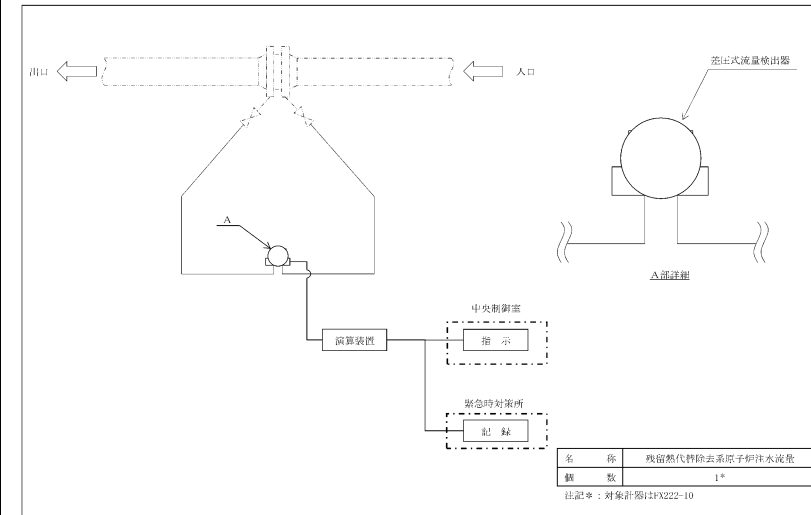 出口
入口
差圧式流量検出器
A
A部詳細
中央制御室
演算装置
指 示
緊急時対策所
記 録
名 称 残留熱代替除去系原子炉注水流量
個 数 1*
注記＊：対象計器はFX222-10